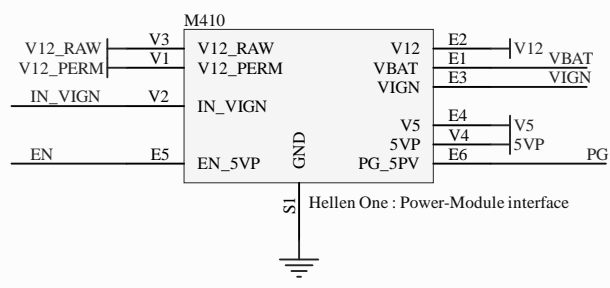 M410
V12_RAW V3 V12_RAW V12 E2 V12
V12_PERM V1 V12_PERM VBAT E1 VBAT
VIGN E3 VIGN
IN_VIGN V2 IN_VIGN
V5 E4 V5
5VP V4 5VP
EN E5 EN_5VP GND PG_5PV E6 PG
S1 Hellen One : Power-Module interface